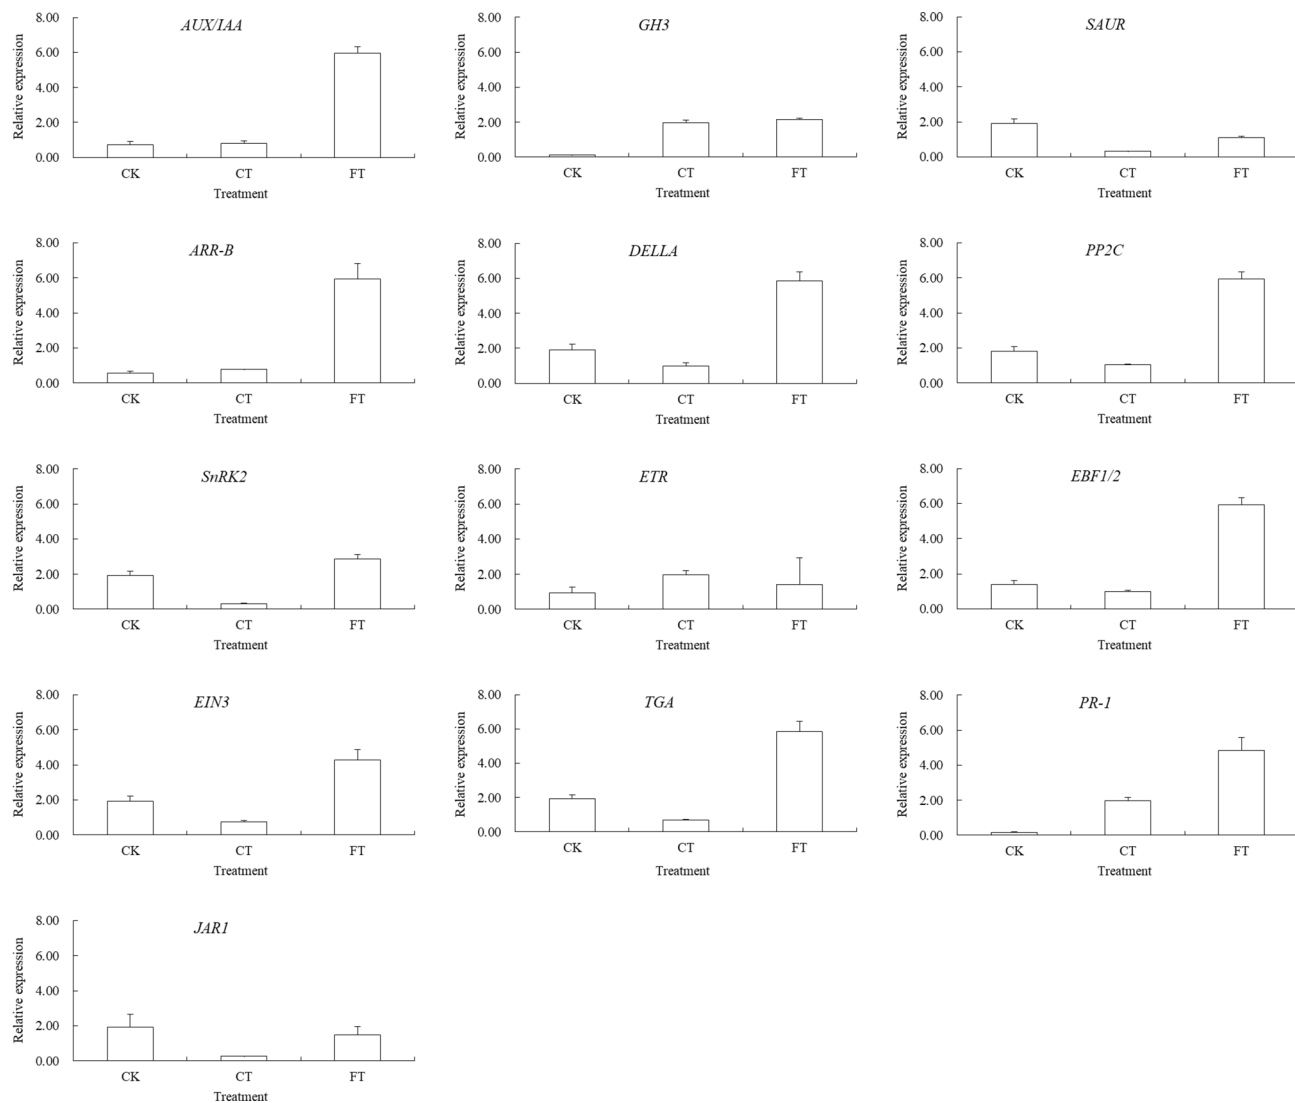 AUX/IAA
Relative expression
8.00
6.00
4.00
2.00
0.00
CK CT FT
Treatment
GH3
Relative expression
8.00
6.00
4.00
2.00
0.00
CK CT FT
Treatment
SAUR
Relative expression
8.00
6.00
4.00
2.00
0.00
CK CT FT
Treatment
ARR-B
Relative expression
8.00
6.00
4.00
2.00
0.00
CK CT FT
Treatment
DELLA
Relative expression
8.00
6.00
4.00
2.00
0.00
CK CT FT
Treatment
PP2C
Relative expression
8.00
6.00
4.00
2.00
0.00
CK CT FT
Treatment
SnRK2
Relative expression
8.00
6.00
4.00
2.00
0.00
CK CT FT
Treatment
ETR
Relative expression
8.00
6.00
4.00
2.00
0.00
CK CT FT
Treatment
EBF1/2
Relative expression
8.00
6.00
4.00
2.00
0.00
CK CT FT
Treatment
EIN3
Relative expression
8.00
6.00
4.00
2.00
0.00
CK CT FT
Treatment
TGA
Relative expression
8.00
6.00
4.00
2.00
0.00
CK CT FT
Treatment
PR-1
Relative expression
8.00
6.00
4.00
2.00
0.00
CK CT FT
Treatment
JAR1
Relative expression
8.00
6.00
4.00
2.00
0.00
CK CT FT
Treatment